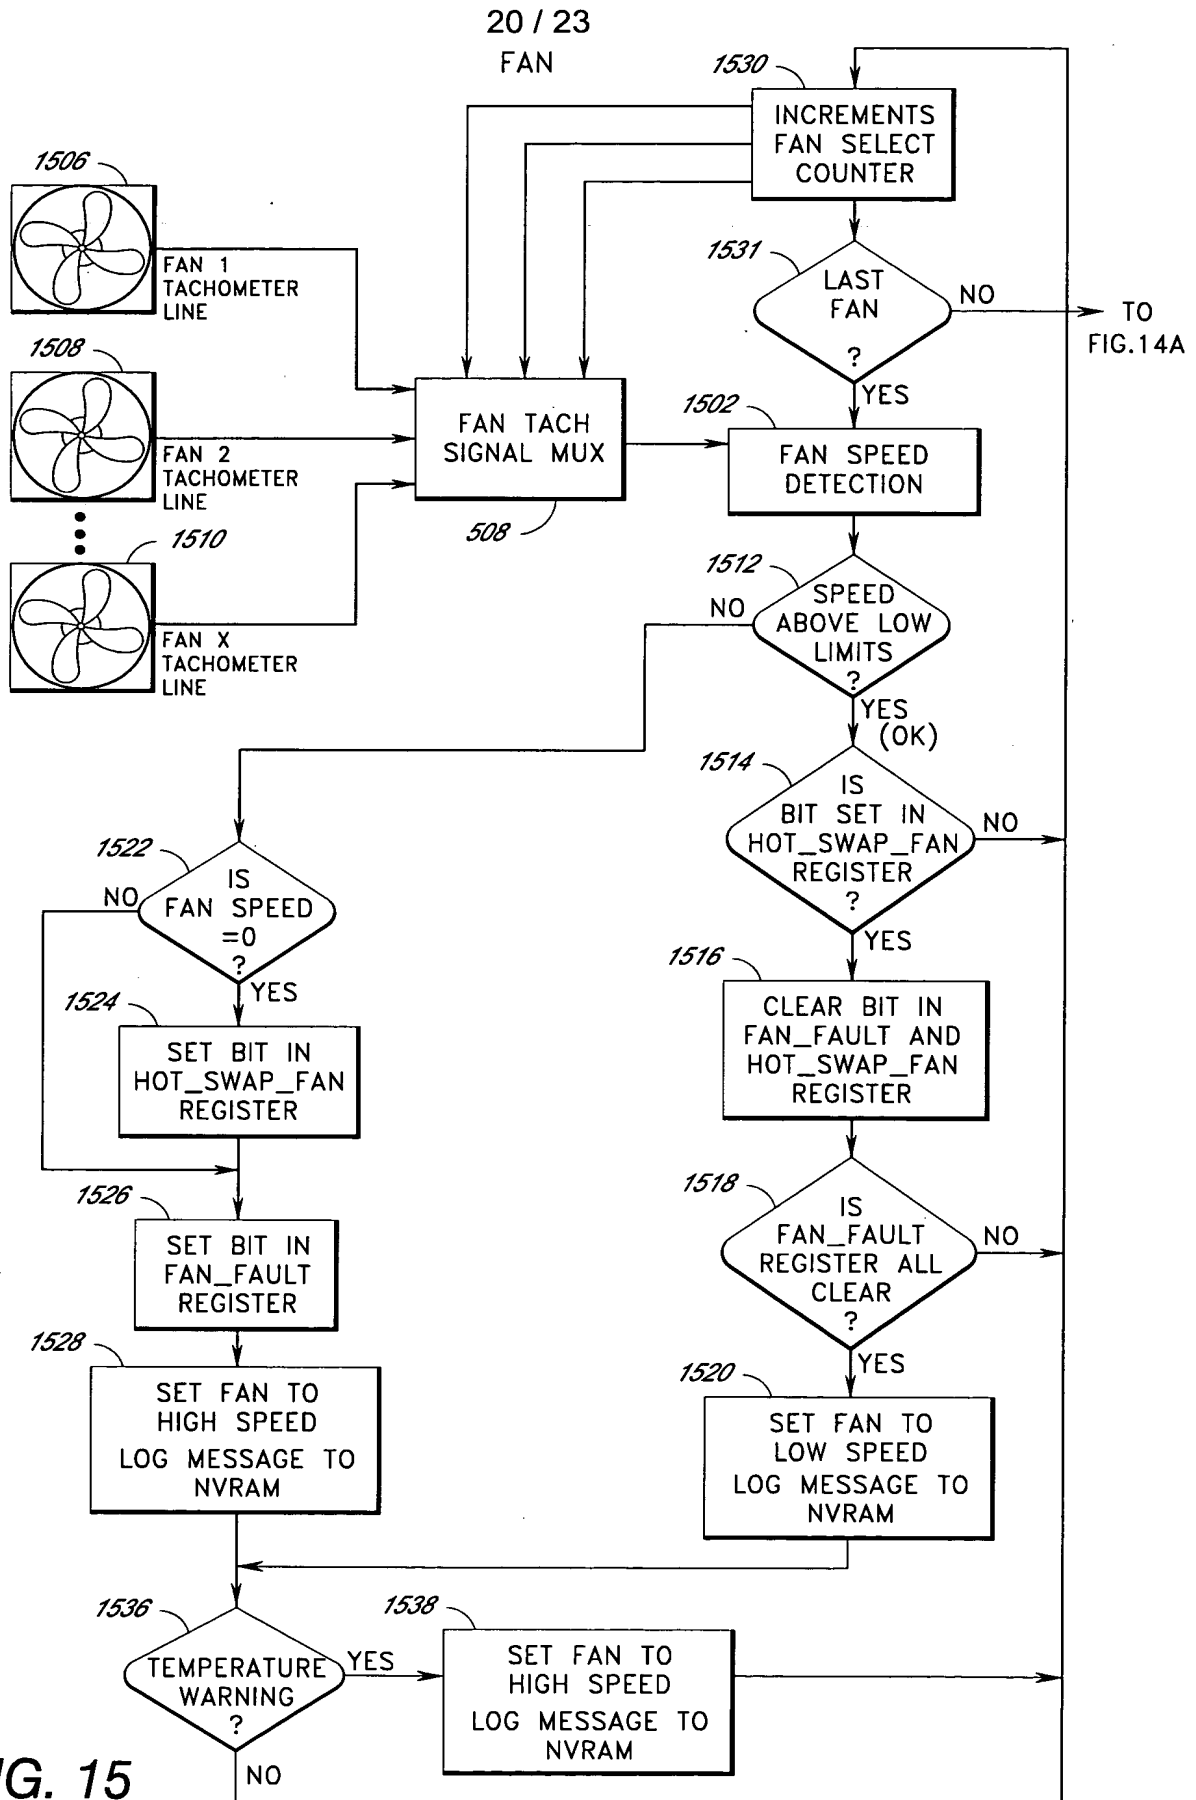 20 / 23
FAN
1530
INCREMENTS
FAN SELECT
COUNTER
1506
FAN 1
TACHOMETER
LINE
1531
LAST
FAN
?
NO
TO
FIG.14A
YES
1508
FAN 2
TACHOMETER
LINE
FAN TACH
SIGNAL MUX
508
1502
FAN SPEED
DETECTION
1510
FAN X
TACHOMETER
LINE
1512
SPEED
ABOVE LOW
LIMITS
?
NO
YES
(OK)
1514
IS
BIT SET IN
HOT_SWAP_FAN
REGISTER
?
NO
YES
1522
IS
FAN SPEED
=0
?
NO
YES
1516
CLEAR BIT IN
FAN_FAULT AND
HOT_SWAP_FAN
REGISTER
1524
SET BIT IN
HOT_SWAP_FAN
REGISTER
1518
IS
FAN_FAULT
REGISTER ALL
CLEAR
?
NO
YES
1526
SET BIT IN
FAN_FAULT
REGISTER
1528
SET FAN TO
HIGH SPEED
LOG MESSAGE TO
NVRAM
1520
SET FAN TO
LOW SPEED
LOG MESSAGE TO
NVRAM
1536
TEMPERATURE
WARNING
?
YES
NO
1538
SET FAN TO
HIGH SPEED
LOG MESSAGE TO
NVRAM
G. 15